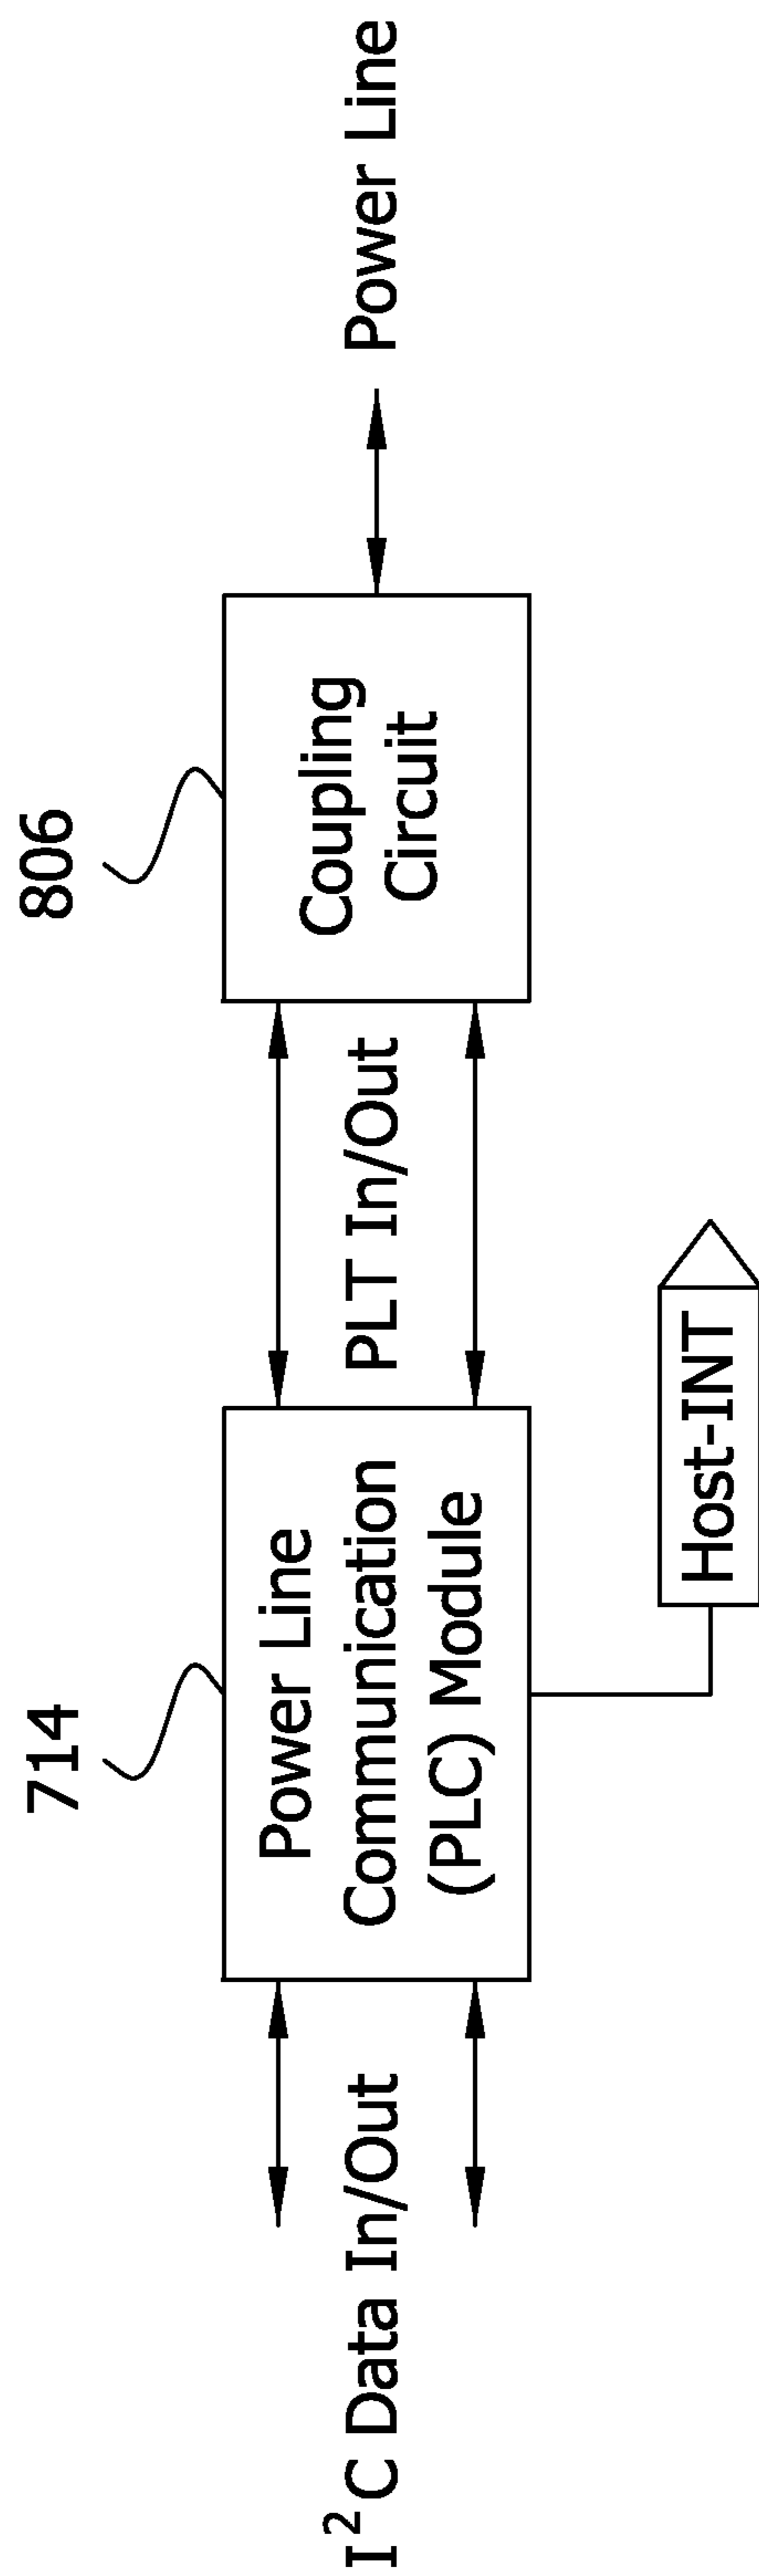 714
806
I²C Data In/Out
Power Line
Communication
(PLC) Module
PLT In/Out
Coupling
Circuit
Power Line
Host-INT